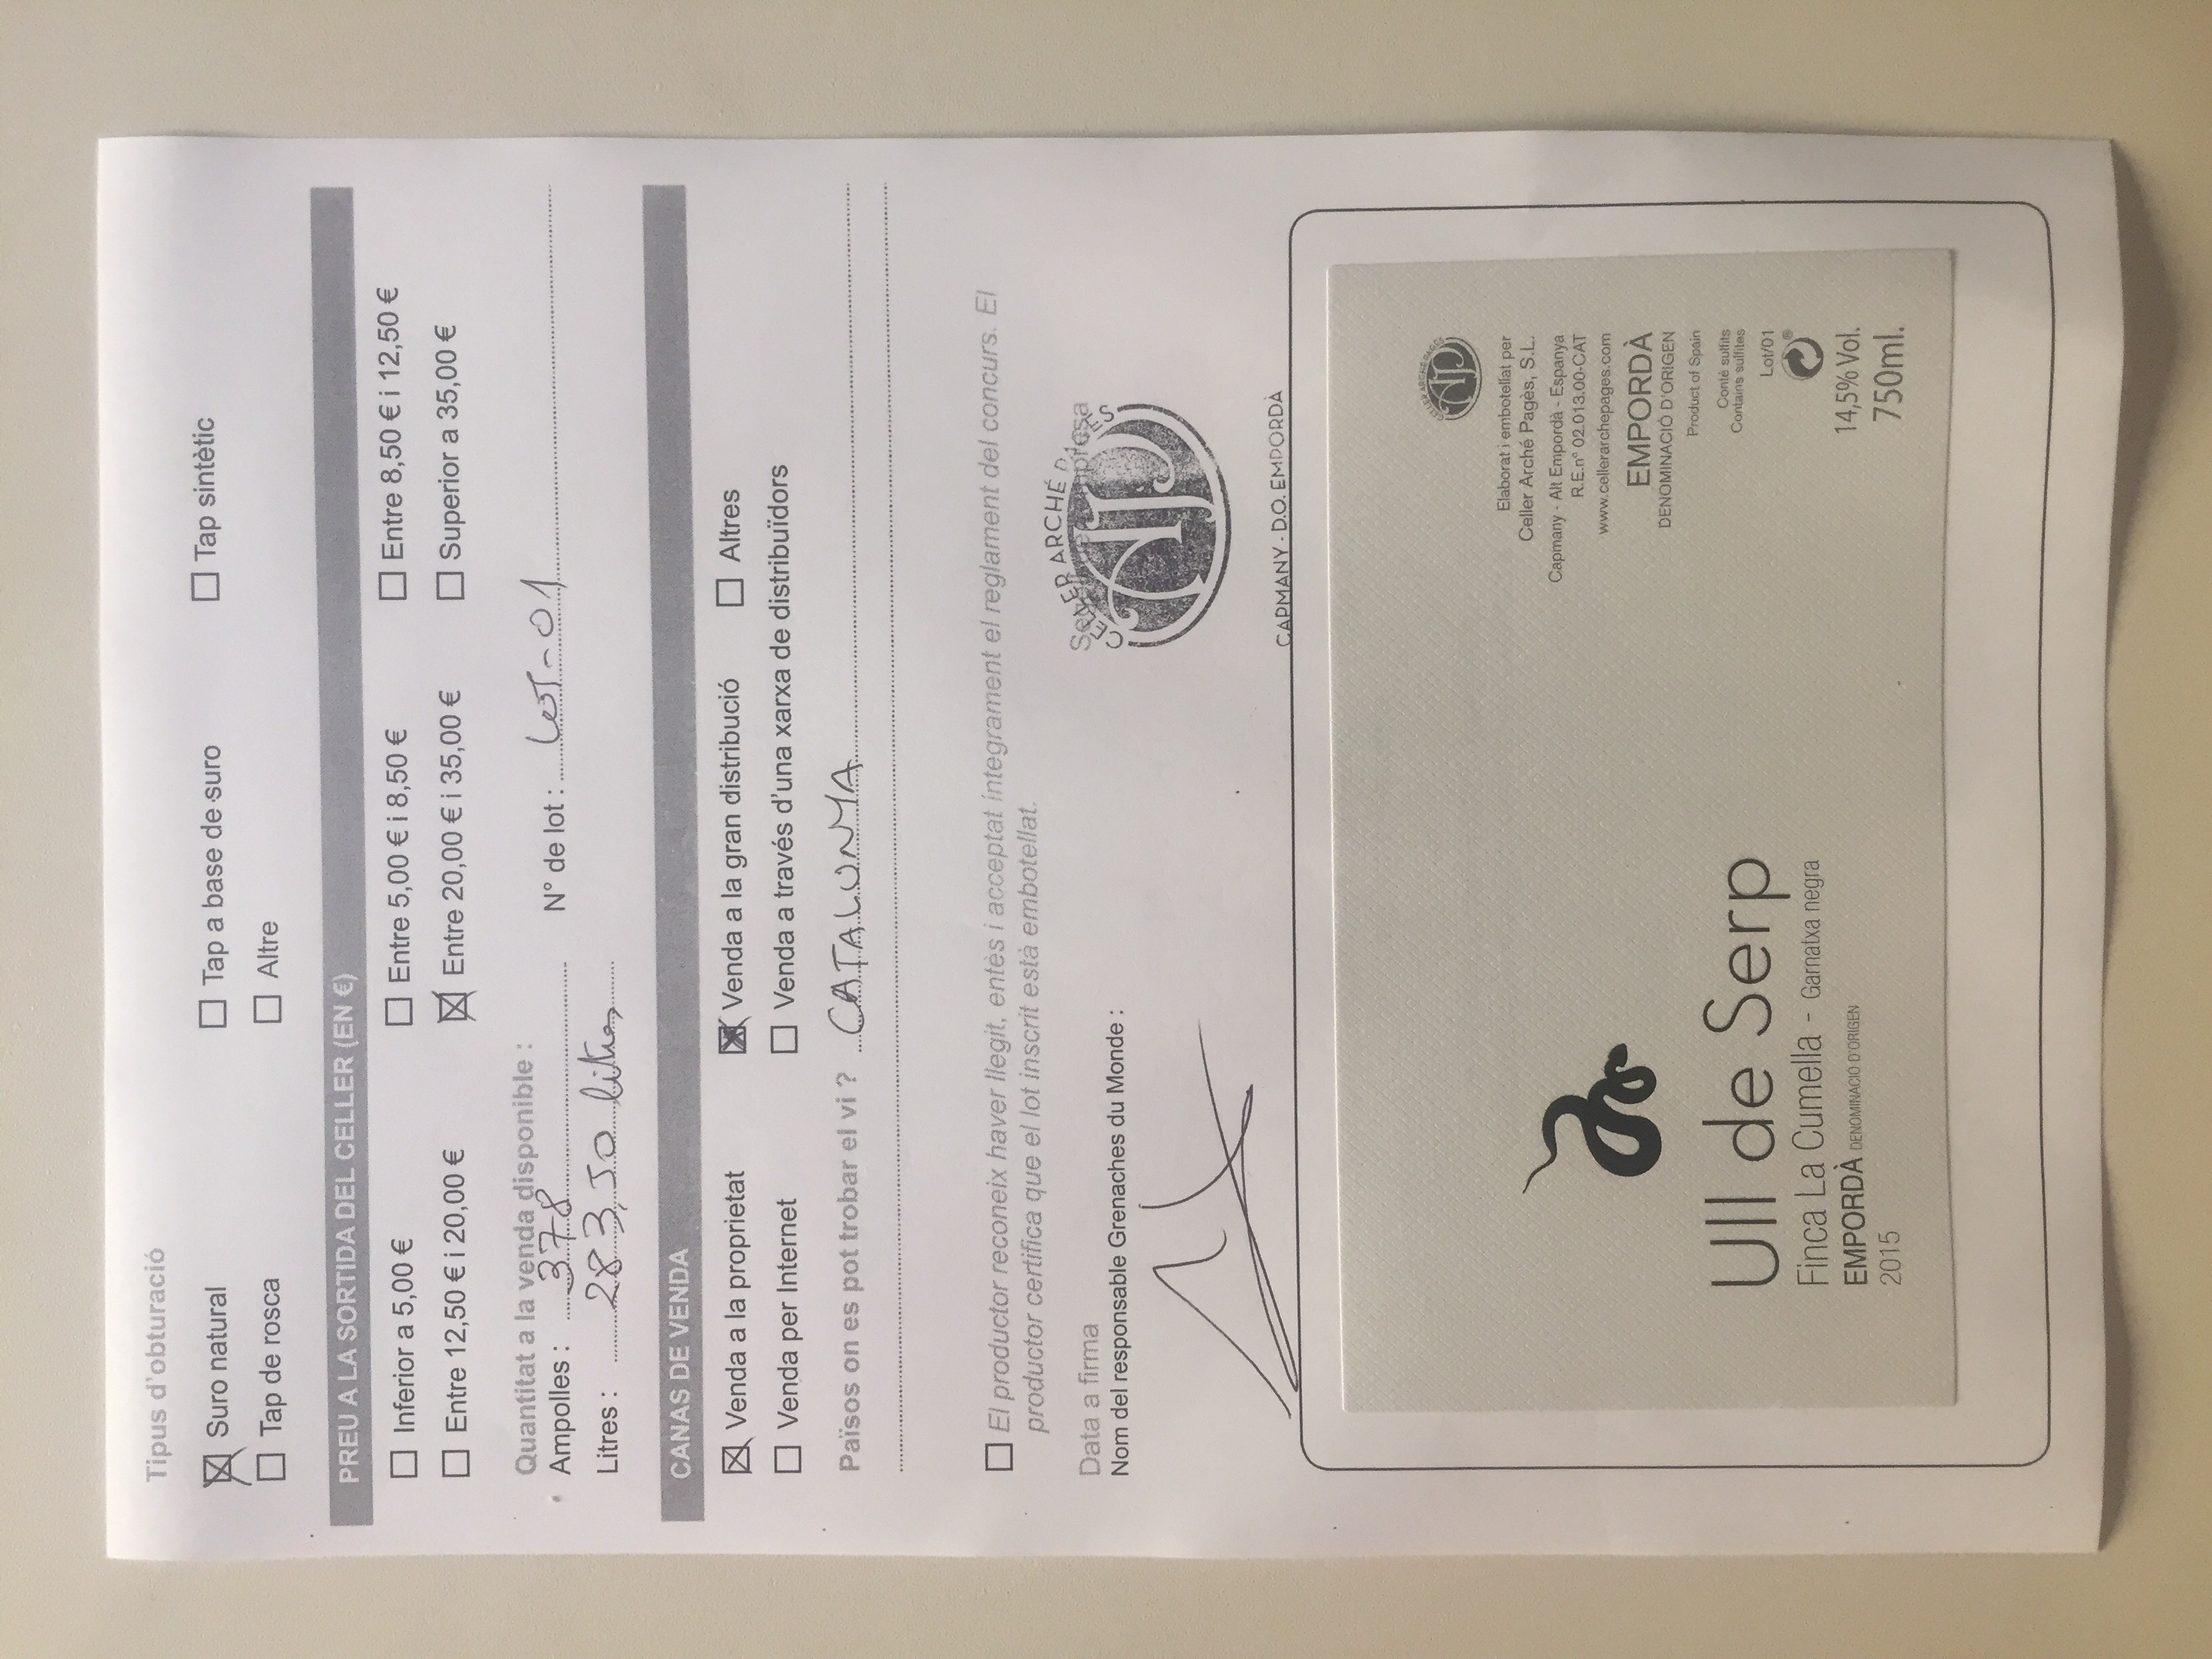 Tipus d'obturació
☒ Suro natural ☐ Tap a base de suro ☐ Tap sintètic
☐ Tap de rosca ☐ Altre
PREU A LA SORTIDA DEL CELLER (EN €)
☐ Inferior a 5,00 € ☐ Entre 5,00 € i 8,50 € ☐ Entre 8,50 € i 12,50 €
☐ Entre 12,50 € i 20,00 € ☒ Entre 20,00 € i 35,00 € ☐ Superior a 35,00 €
Quantitat a la venda disponible :
Ampolles : 378 N° de lot : LOT-01
Litres : 283,50 litres
CANAS DE VENDA
☒ Venda a la proprietat ☒ Venda a la gran distribució ☐ Altres
☐ Venda per Internet ☐ Venda a través d'una xarxa de distribuïdors
Països on es pot trobar el vi ? CATALUNYA
☐ El productor reconeix haver llegit, entès i acceptat íntegrament el reglament del concurs. El
productor certifica que el lot inscrit està embotellat.
Data a firma
Nom del responsable Grenaches du Monde :
CELLER ARCHÉ PAGÈS
CAPMANY - D.O. EMPORDÀ
Ull de Serp
Finca La Cumella - Garnatxa negra
EMPORDÀ DENOMINACIÓ D'ORIGEN
2015
CELLER ARCHÉ PAGÈS
Elaborat i embotellat per
Celler Arché Pagès, S.L.
Capmany - Alt Empordà - Espanya
R.E.nº 02.013.00-CAT
www.cellerarchepages.com
EMPORDÀ
DENOMINACIÓ D'ORIGEN
Product of Spain
Conté sulfits
Contains sulfites
Lot/01
14,5% Vol.
750ml.